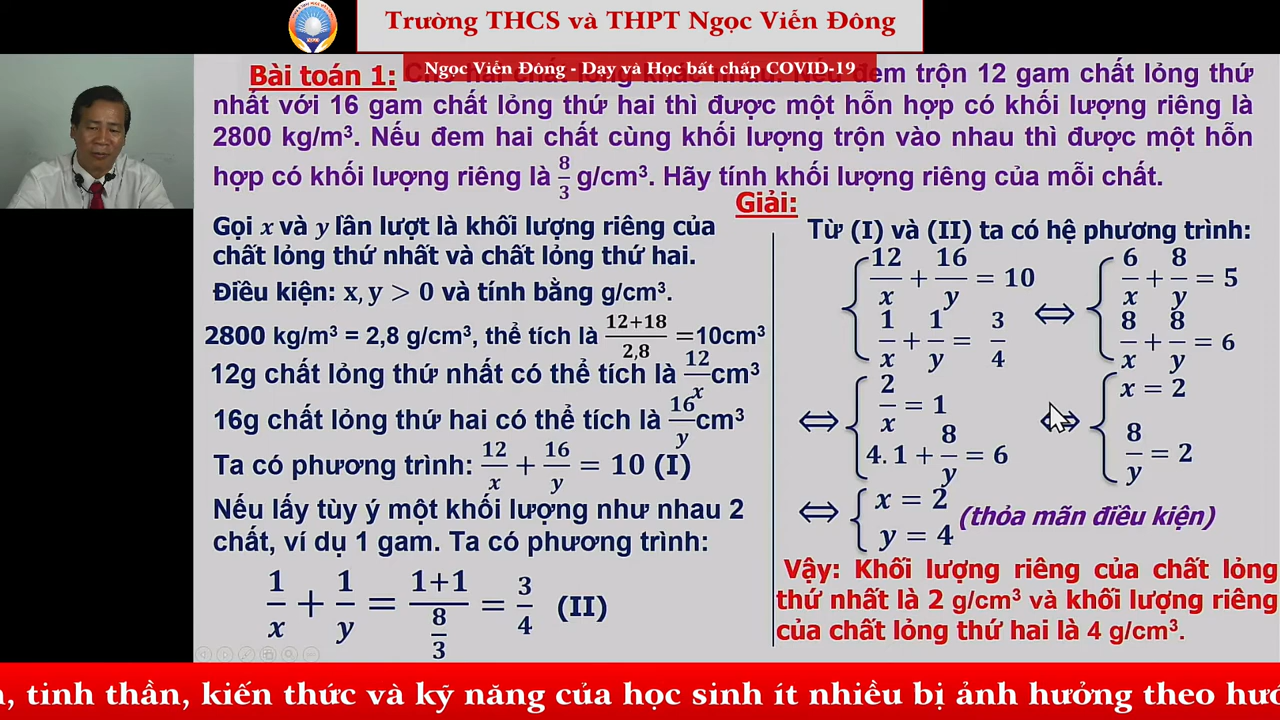 Trường THCS và THPT Ngọc Viễn Đông
Ngọc Viễn Đông - Dạy và Học bất chấp COVID-19
Bài toán 1: đem trộn 12 gam chất lỏng thứ
nhất với 16 gam chất lỏng thứ hai thì được một hỗn hợp có khối lượng riêng là
2800 kg/m³. Nếu đem hai chất cùng khối lượng trộn vào nhau thì được một hỗn
hợp có khối lượng riêng là 8/3 g/cm³. Hãy tính khối lượng riêng của mỗi chất.
Giải:
Gọi x và y lần lượt là khối lượng riêng của
chất lỏng thứ nhất và chất lỏng thứ hai.
Điều kiện: x, y > 0 và tính bằng g/cm³.
2800 kg/m³ = 2,8 g/cm³, thể tích là (12+18)/2,8 =10cm³
12g chất lỏng thứ nhất có thể tích là 12/x cm³
16g chất lỏng thứ hai có thể tích là 16/y cm³
Ta có phương trình: 12/x + 16/y = 10 (I)
Nếu lấy tùy ý một khối lượng như nhau 2
chất, ví dụ 1 gam. Ta có phương trình:
1/x + 1/y = (1+1)/(8/3) = 3/4 (II)
Từ (I) và (II) ta có hệ phương trình:
{ 12/x + 16/y = 10 ⇔ { 6/x + 8/y = 5
1/x + 1/y = 3/4 8/x + 8/y = 6
⇔ { 2/x = 1 ⇔ { x = 2
4. 1 + 8/y = 6 8/y = 2
⇔ { x = 2
y = 4 (thỏa mãn điều kiện)
Vậy: Khối lượng riêng của chất lỏng
thứ nhất là 2 g/cm³ và khối lượng riêng
của chất lỏng thứ hai là 4 g/cm³.
, tinh thần, kiến thức và kỹ năng của học sinh ít nhiều bị ảnh hưởng theo